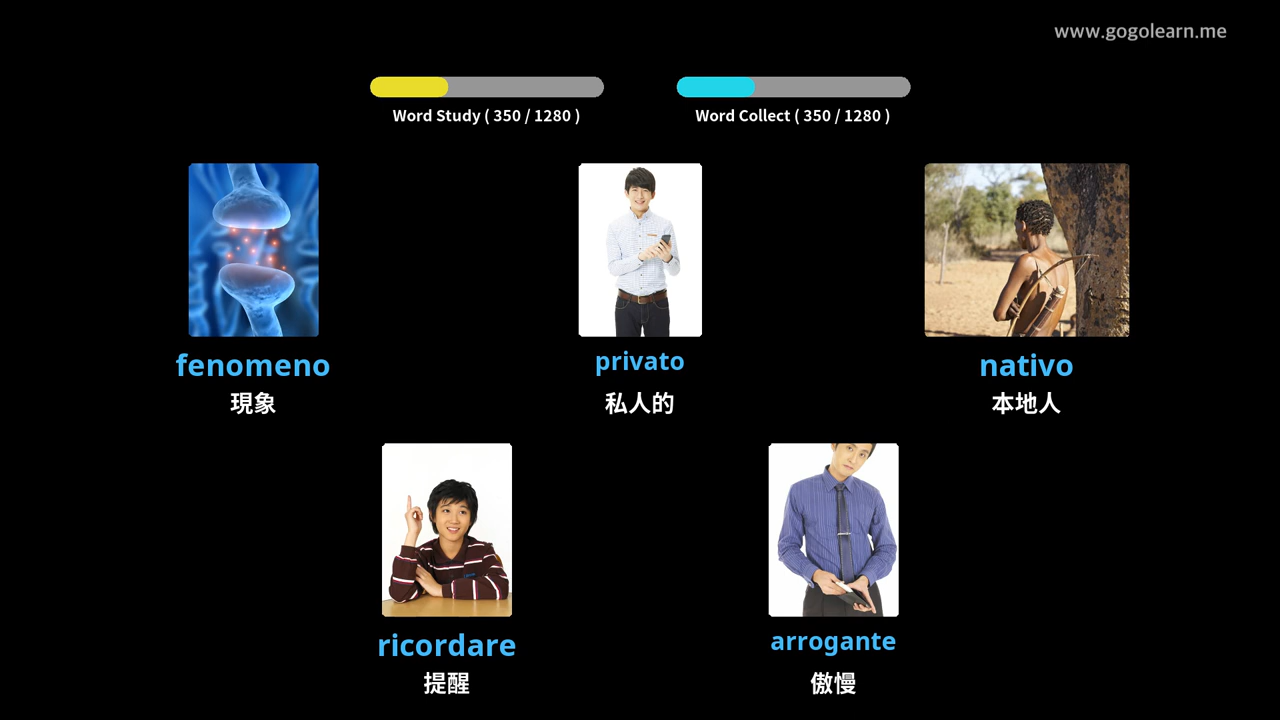 www.gogolearn.me
Word Study ( 350 / 1280 )
Word Collect ( 350 / 1280 )
fenomeno
現象
privato
私人的
nativo
本地人
ricordare
提醒
arrogante
傲慢